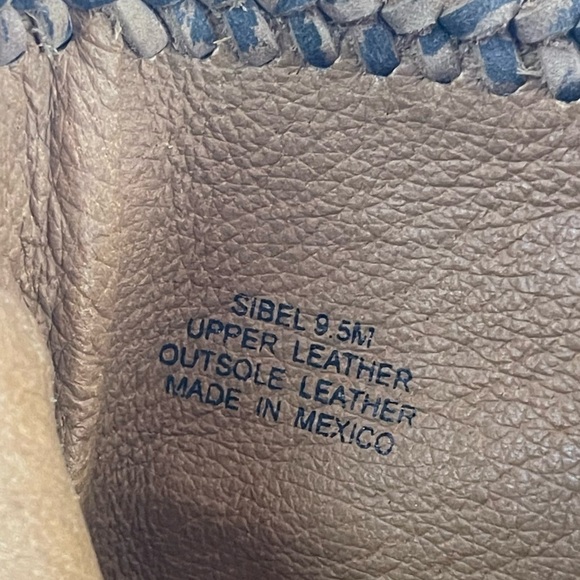 SIBEL 9.5M
UPPER LEATHER
OUTSOLE LEATHER
MADE IN MEXICO